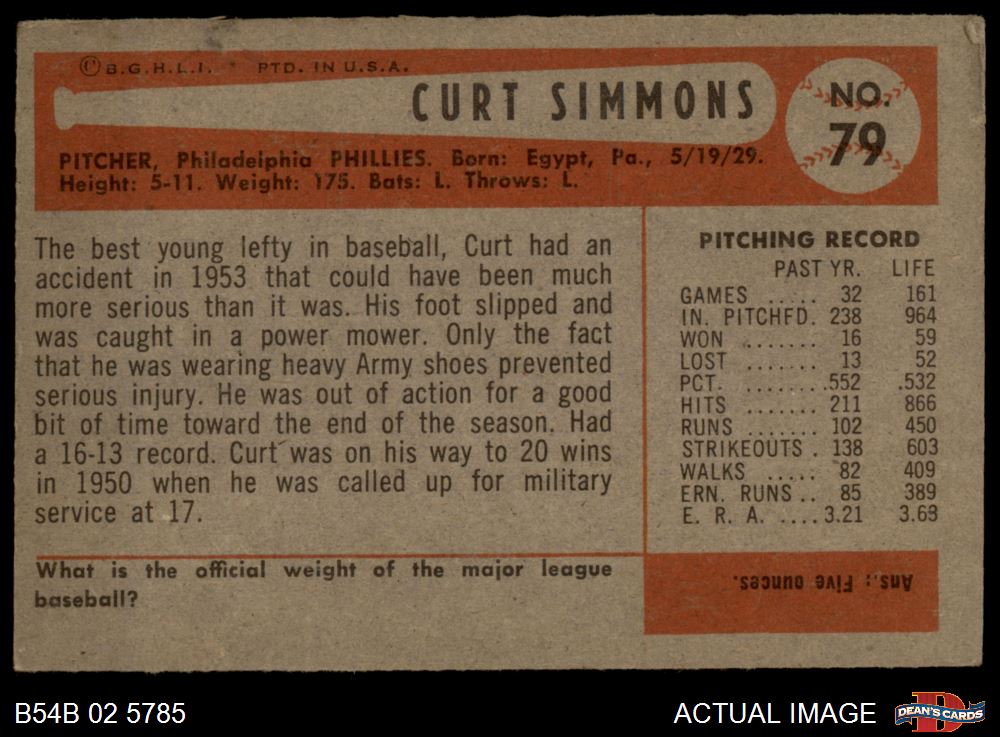 ©B.G.H.L.I. * PTD. IN U.S.A.
CURT SIMMONS
NO.
79
PITCHER, Philadelphia PHILLIES. Born: Egypt, Pa., 5/19/29.
Height: 5-11. Weight: 175. Bats: L. Throws: L.
The best young lefty in baseball, Curt had an
accident in 1953 that could have been much
more serious than it was. His foot slipped and
was caught in a power mower. Only the fact
that he was wearing heavy Army shoes prevented
serious injury. He was out of action for a good
bit of time toward the end of the season. Had
a 16-13 record. Curt was on his way to 20 wins
in 1950 when he was called up for military
service at 17.
PITCHING RECORD
PAST YR. LIFE
GAMES ..... 32 161
IN. PITCHED. 238 964
WON ....... 16 59
LOST ...... 13 52
PCT. ........ .552 .532
HITS ....... 211 866
RUNS ....... 102 450
STRIKEOUTS . 138 603
WALKS ..... 82 409
ERN. RUNS .. 85 389
E. R. A. .... 3.21 3.63
What is the official weight of the major league
baseball?
Ans.: Five ounces.
B54B 02 5785
ACTUAL IMAGE
DEAN'S CARDS